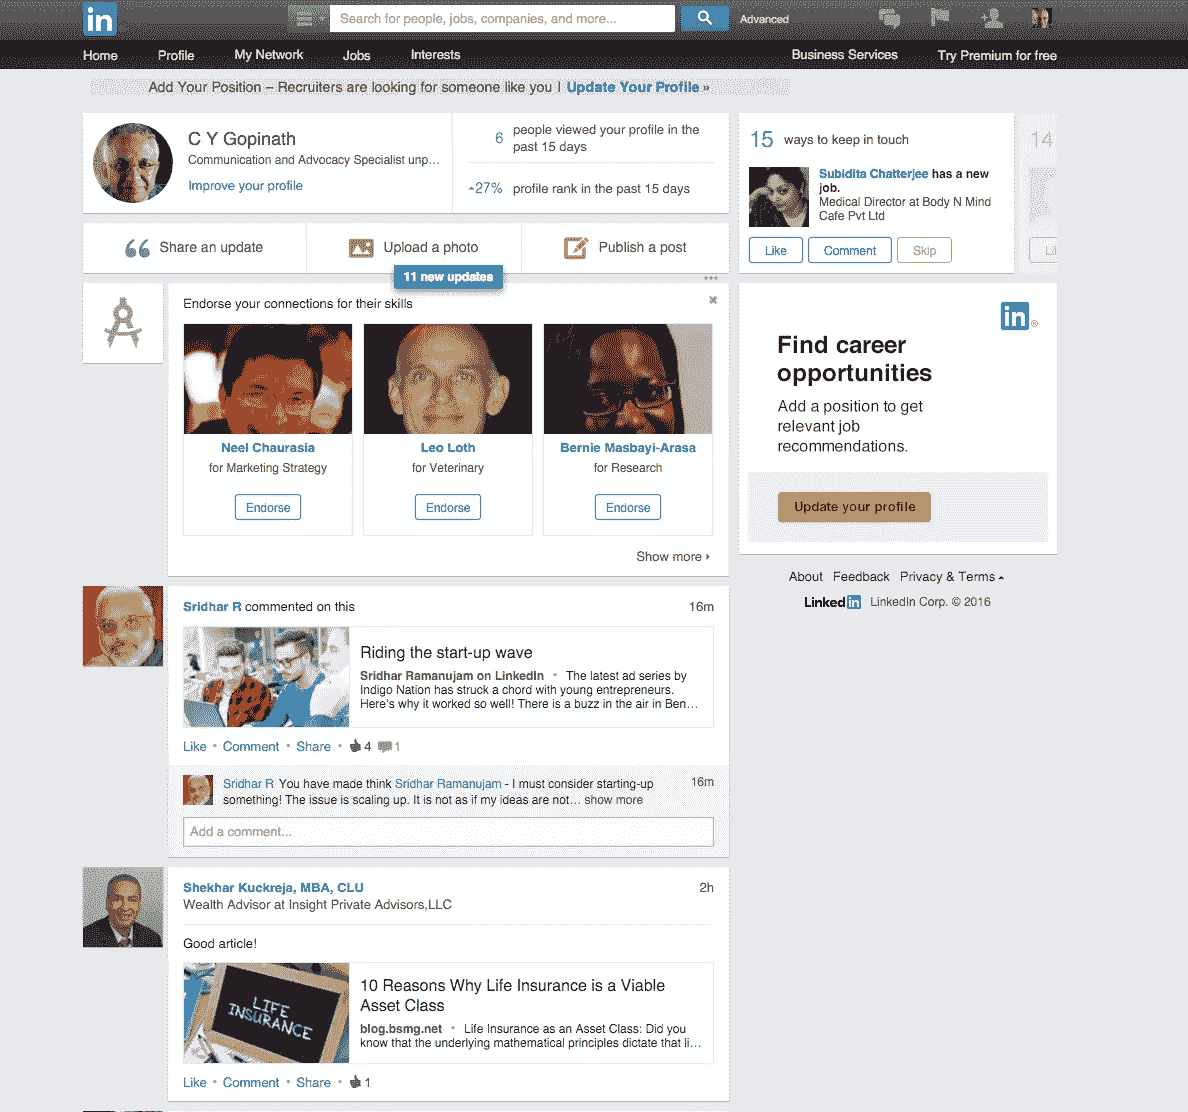 in
Search for people, jobs, companies, and more...
Advanced
Home
Profile
My Network
Jobs
Interests
Business Services
Try Premium for free
Add Your Position – Recruiters are looking for someone like you | Update Your Profile »
C Y Gopinath
Communication and Advocacy Specialist unp...
Improve your profile
6 people viewed your profile in the
past 15 days
27% profile rank in the past 15 days
15 ways to keep in touch
14
Subidita Chatterjee has a new
job.
Medical Director at Body N Mind
Cafe Pvt Ltd
Like
Comment
Skip
Li
Share an update
Upload a photo
Publish a post
11 new updates
Endorse your connections for their skills
Neel Chaurasia
for Marketing Strategy
Endorse
Leo Loth
for Veterinary
Endorse
Bernie Masbayi-Arasa
for Research
Endorse
Show more
in®
Find career
opportunities
Add a position to get
relevant job
recommendations.
Update your profile
About Feedback Privacy & Terms
Linked in LinkedIn Corp. © 2016
Sridhar R commented on this
16m
Riding the start-up wave
Sridhar Ramanujam on LinkedIn • The latest ad series by
Indigo Nation has struck a chord with young entrepreneurs.
Here's why it worked so well! There is a buzz in the air in Ben...
Like • Comment • Share • 4 1
Sridhar R You have made think Sridhar Ramanujam - I must consider starting-up
something! The issue is scaling up. It is not as if my ideas are not... show more
16m
Add a comment...
Shekhar Kuckreja, MBA, CLU
2h
Wealth Advisor at Insight Private Advisors,LLC
Good article!
LIFE
INSURANCE
10 Reasons Why Life Insurance is a Viable
Asset Class
blog.bsmg.net • Life Insurance as an Asset Class: Did you
know that the underlying mathematical principles dictate that li...
Like • Comment • Share • 1